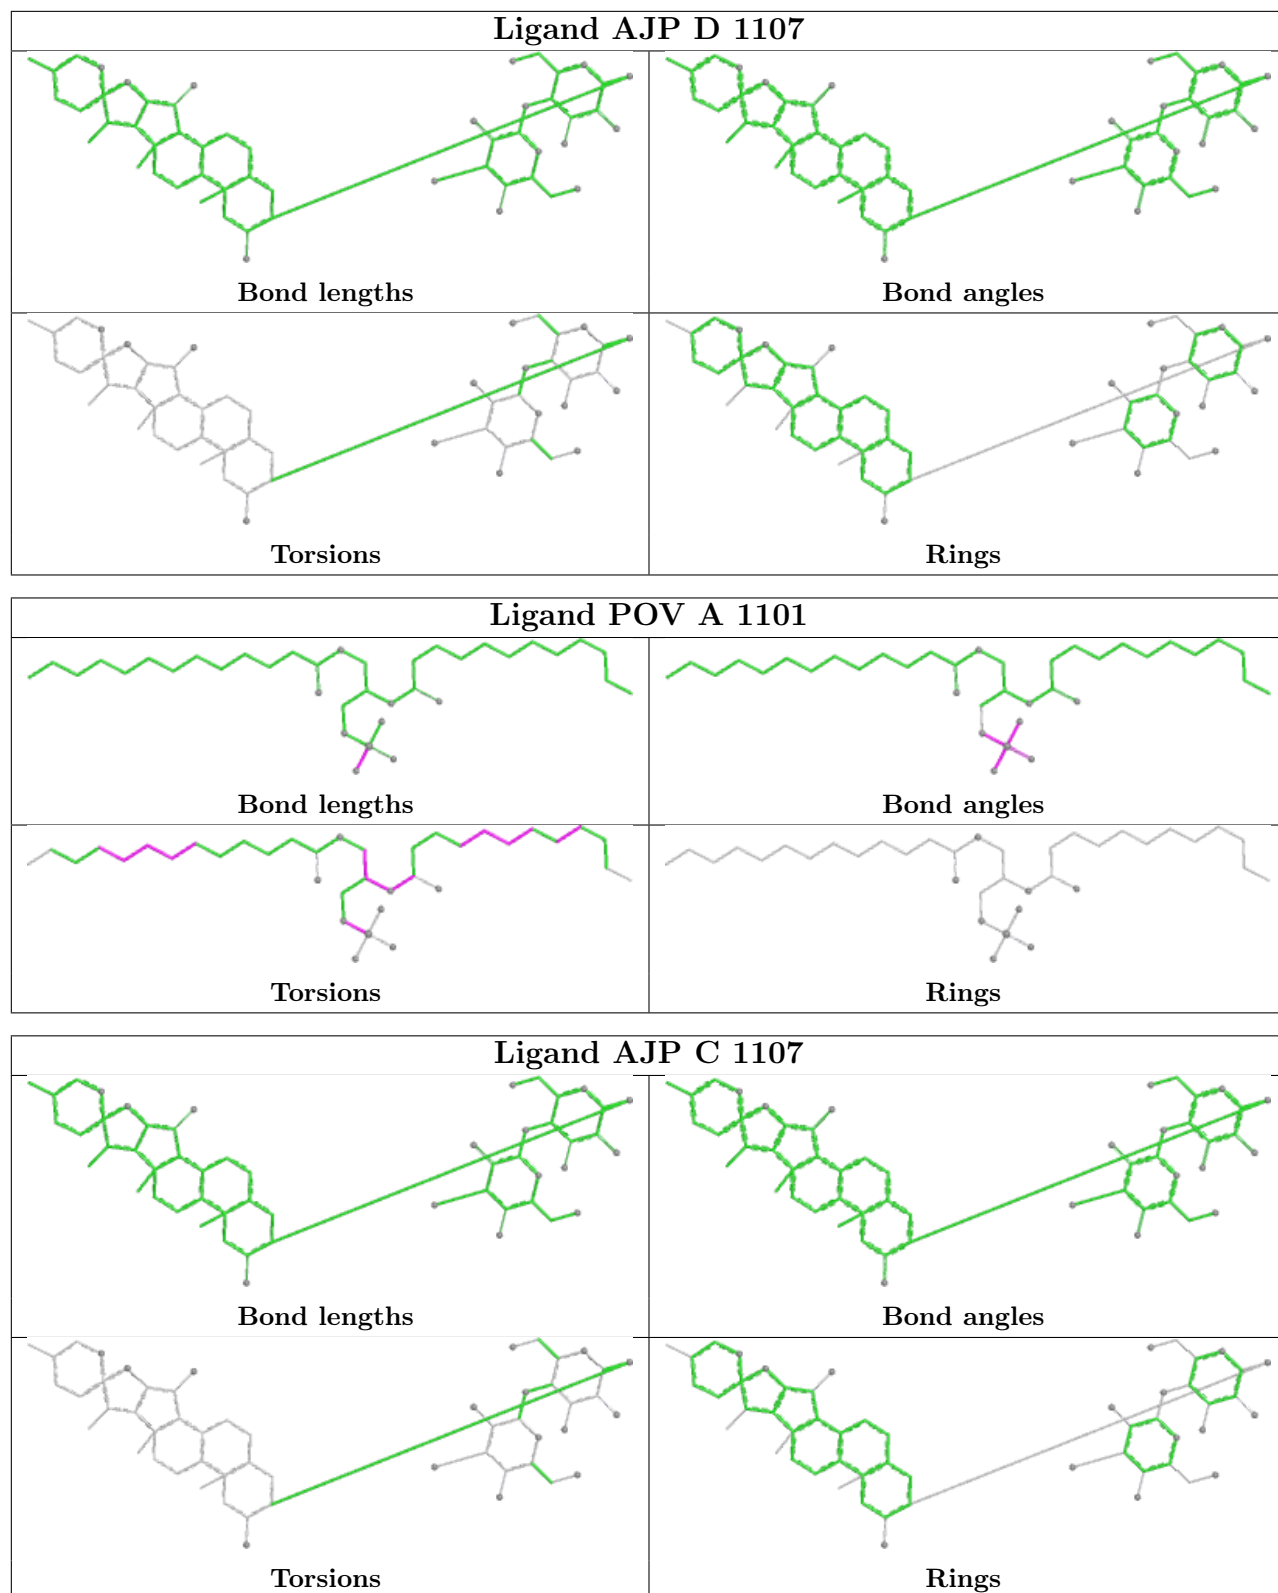 Ligand AJP D 1107
Bond lengths
Bond angles
Torsions
Rings
Ligand POV A 1101
Bond lengths
Bond angles
Torsions
Rings
Ligand AJP C 1107
Bond lengths
Bond angles
Torsions
Rings